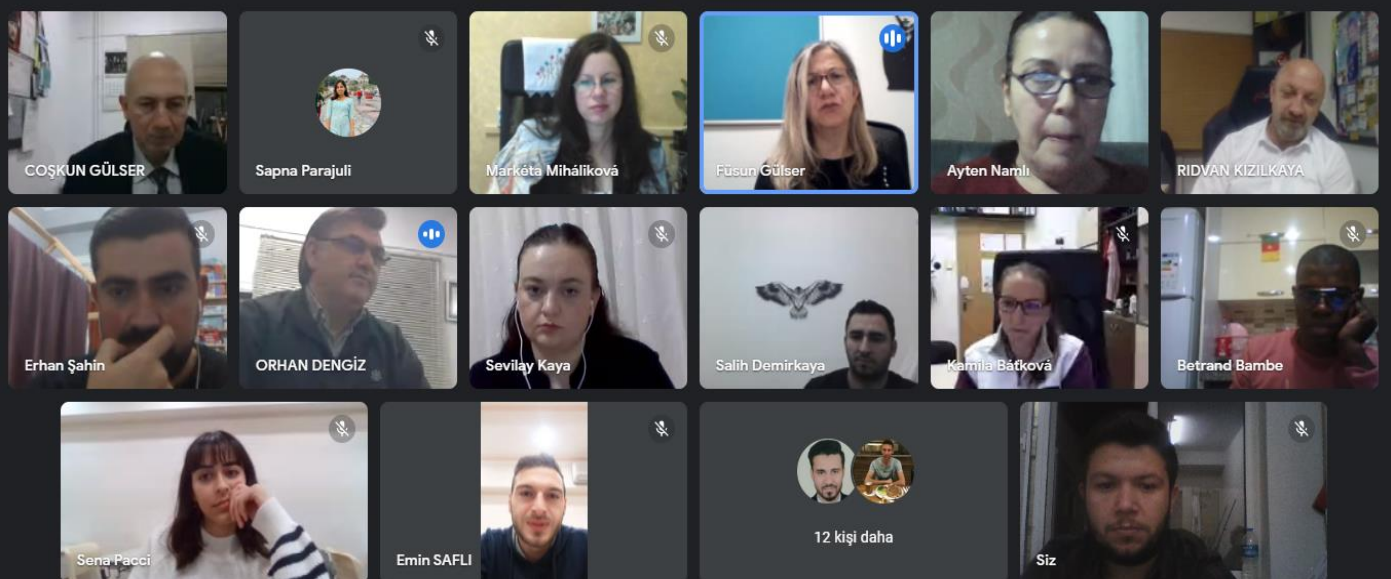 COŞKUN GÜLSER
Sapna Parajuli
Markéta Miháliková
Füsun Gülser
Ayten Namlı
RIDVAN KIZILKAYA
Erhan Şahin
ORHAN DENGİZ
Sevilay Kaya
Salih Demirkaya
Kamila Báťková
Betrand Bambe
Sena Pacci
Emin SAFLI
12 kişi daha
Siz